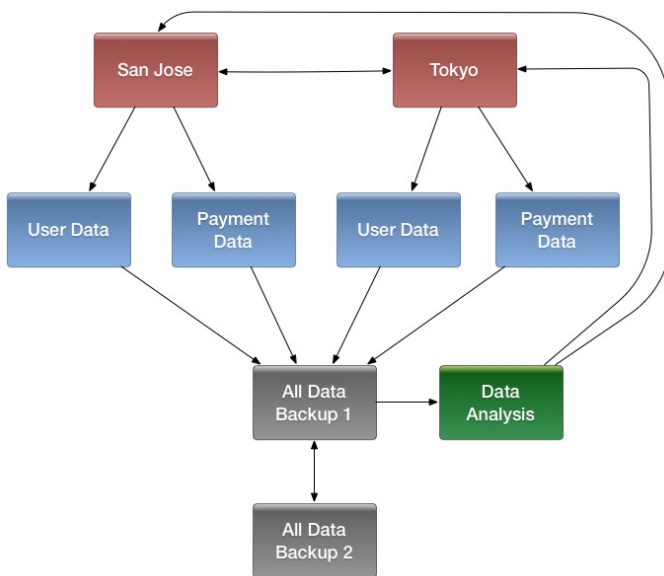 San Jose
Tokyo
User Data
Payment
Data
User Data
Payment
Data
All Data
Backup 1
Data
Analysis
All Data
Backup 2